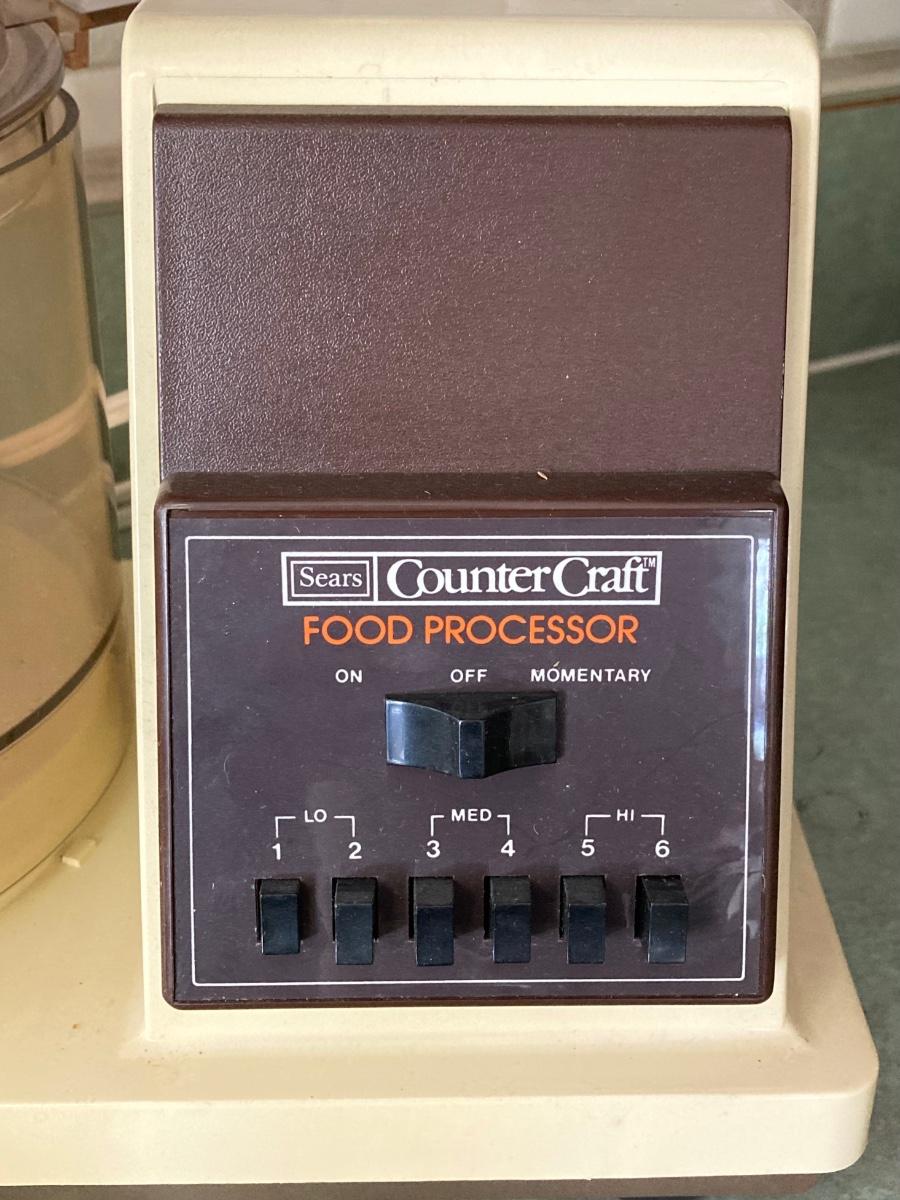 Sears CounterCraft™
FOOD PROCESSOR
ON OFF MOMENTARY
LO MED HI
1 2 3 4 5 6